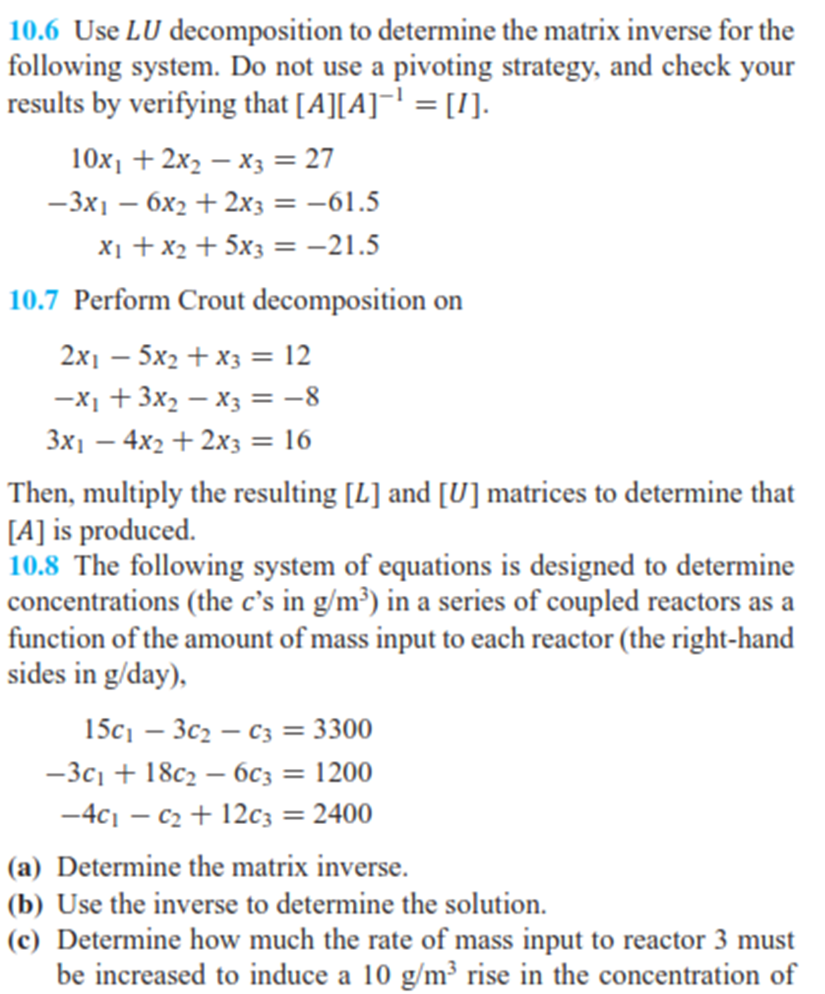 10.6 Use LU decomposition to determine the matrix inverse for the
following system. Do not use a pivoting strategy, and check your
results by verifying that [A][A]⁻¹ = [I].
10x₁ + 2x₂ − x₃ = 27
−3x₁ − 6x₂ + 2x₃ = −61.5
x₁ + x₂ + 5x₃ = −21.5
10.7 Perform Crout decomposition on
2x₁ − 5x₂ + x₃ = 12
−x₁ + 3x₂ − x₃ = −8
3x₁ − 4x₂ + 2x₃ = 16
Then, multiply the resulting [L] and [U] matrices to determine that
[A] is produced.
10.8 The following system of equations is designed to determine
concentrations (the c’s in g/m³) in a series of coupled reactors as a
function of the amount of mass input to each reactor (the right-hand
sides in g/day),
15c₁ − 3c₂ − c₃ = 3300
−3c₁ + 18c₂ − 6c₃ = 1200
−4c₁ − c₂ + 12c₃ = 2400
(a) Determine the matrix inverse.
(b) Use the inverse to determine the solution.
(c) Determine how much the rate of mass input to reactor 3 must
be increased to induce a 10 g/m³ rise in the concentration of